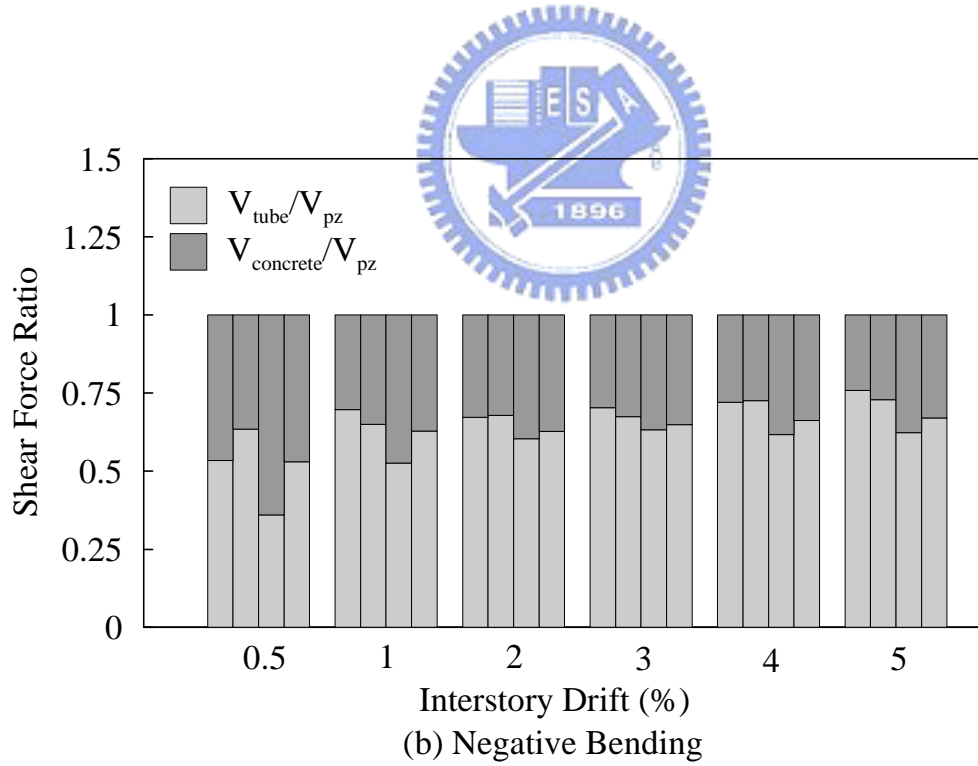 E S A
1896
1.5
1.25
1
0.75
0.5
0.25
0
Shear Force Ratio
V_tube/V_pz
V_concrete/V_pz
0.5 1 2 3 4 5
Interstory Drift (%)
(b) Negative Bending